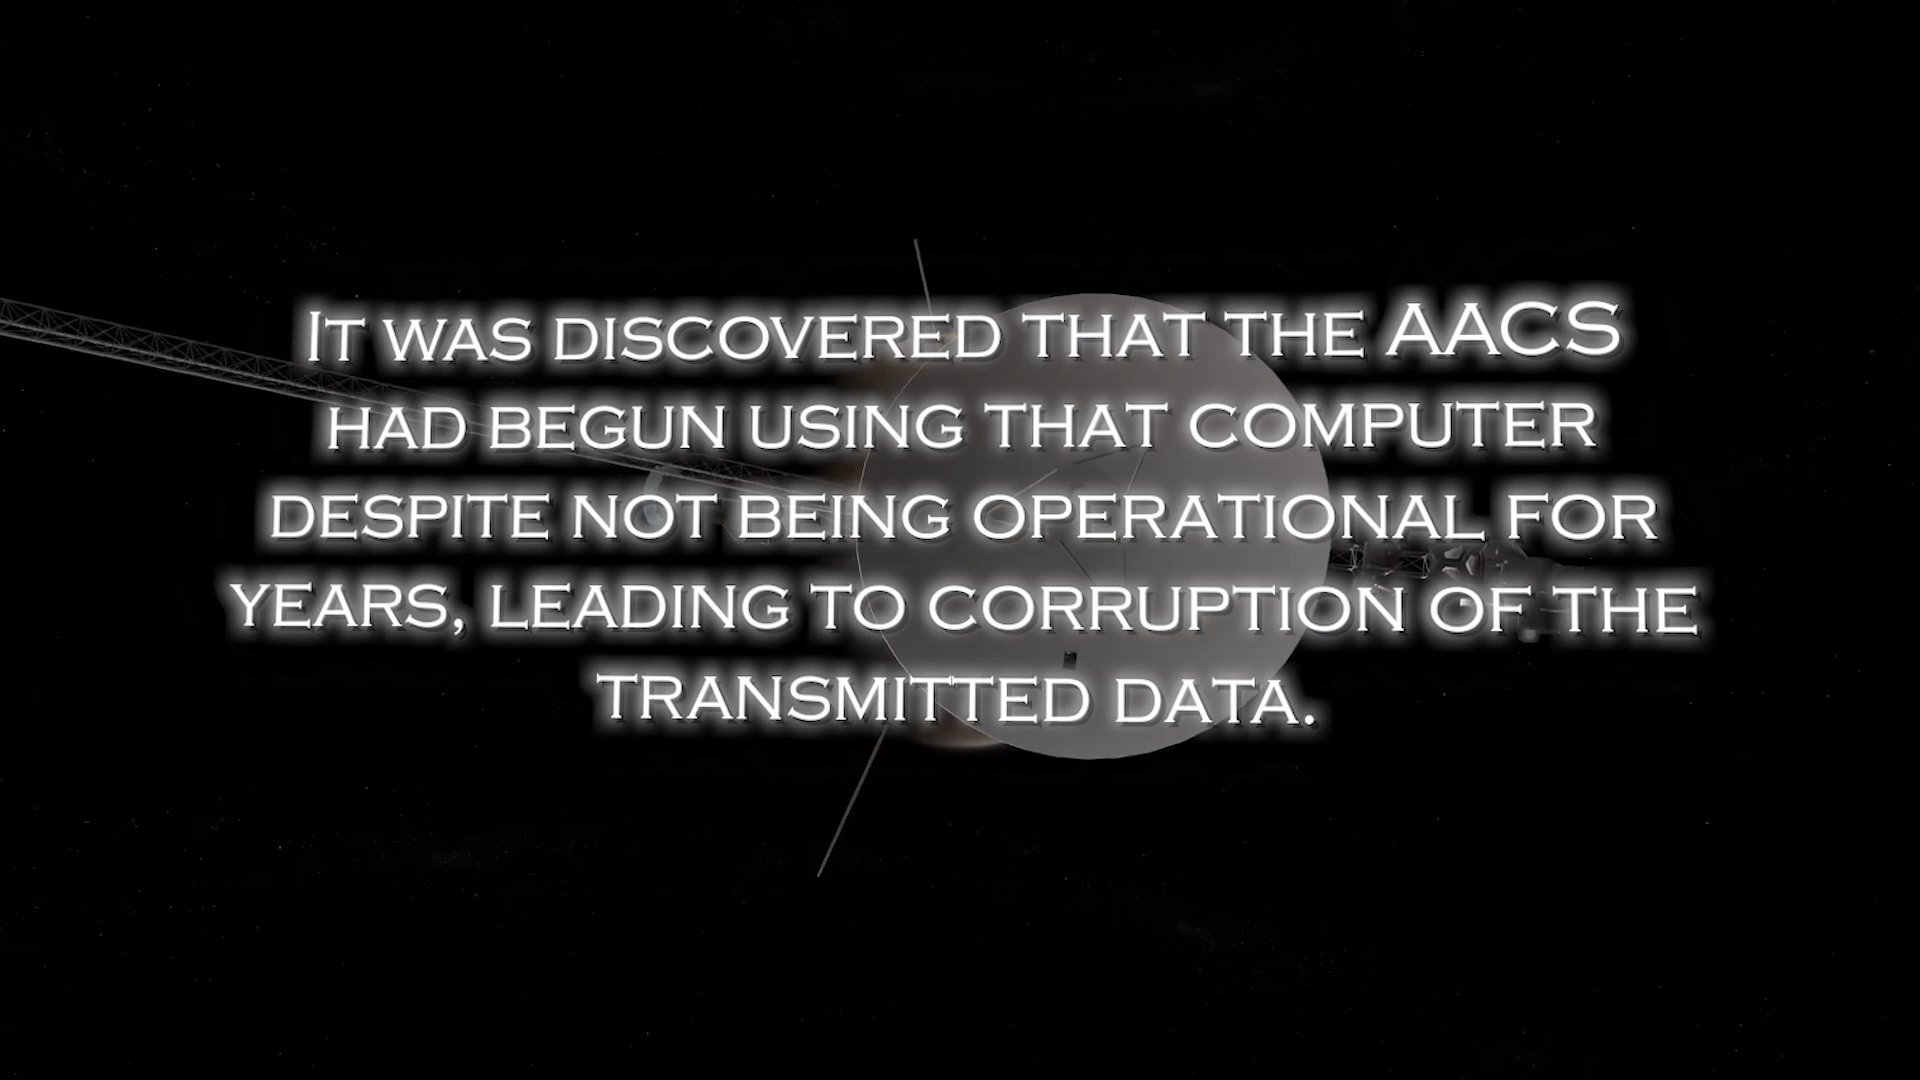 It was discovered that the AACS
had begun using that computer
despite not being operational for
years, leading to corruption of the
transmitted data.